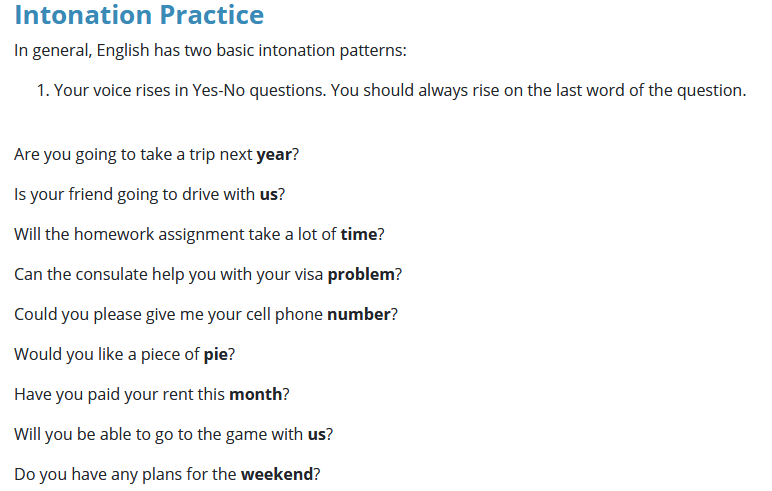 Intonation Practice
In general, English has two basic intonation patterns:
1. Your voice rises in Yes-No questions. You should always rise on the last word of the question.
Are you going to take a trip next year?
Is your friend going to drive with us?
Will the homework assignment take a lot of time?
Can the consulate help you with your visa problem?
Could you please give me your cell phone number?
Would you like a piece of pie?
Have you paid your rent this month?
Will you be able to go to the game with us?
Do you have any plans for the weekend?